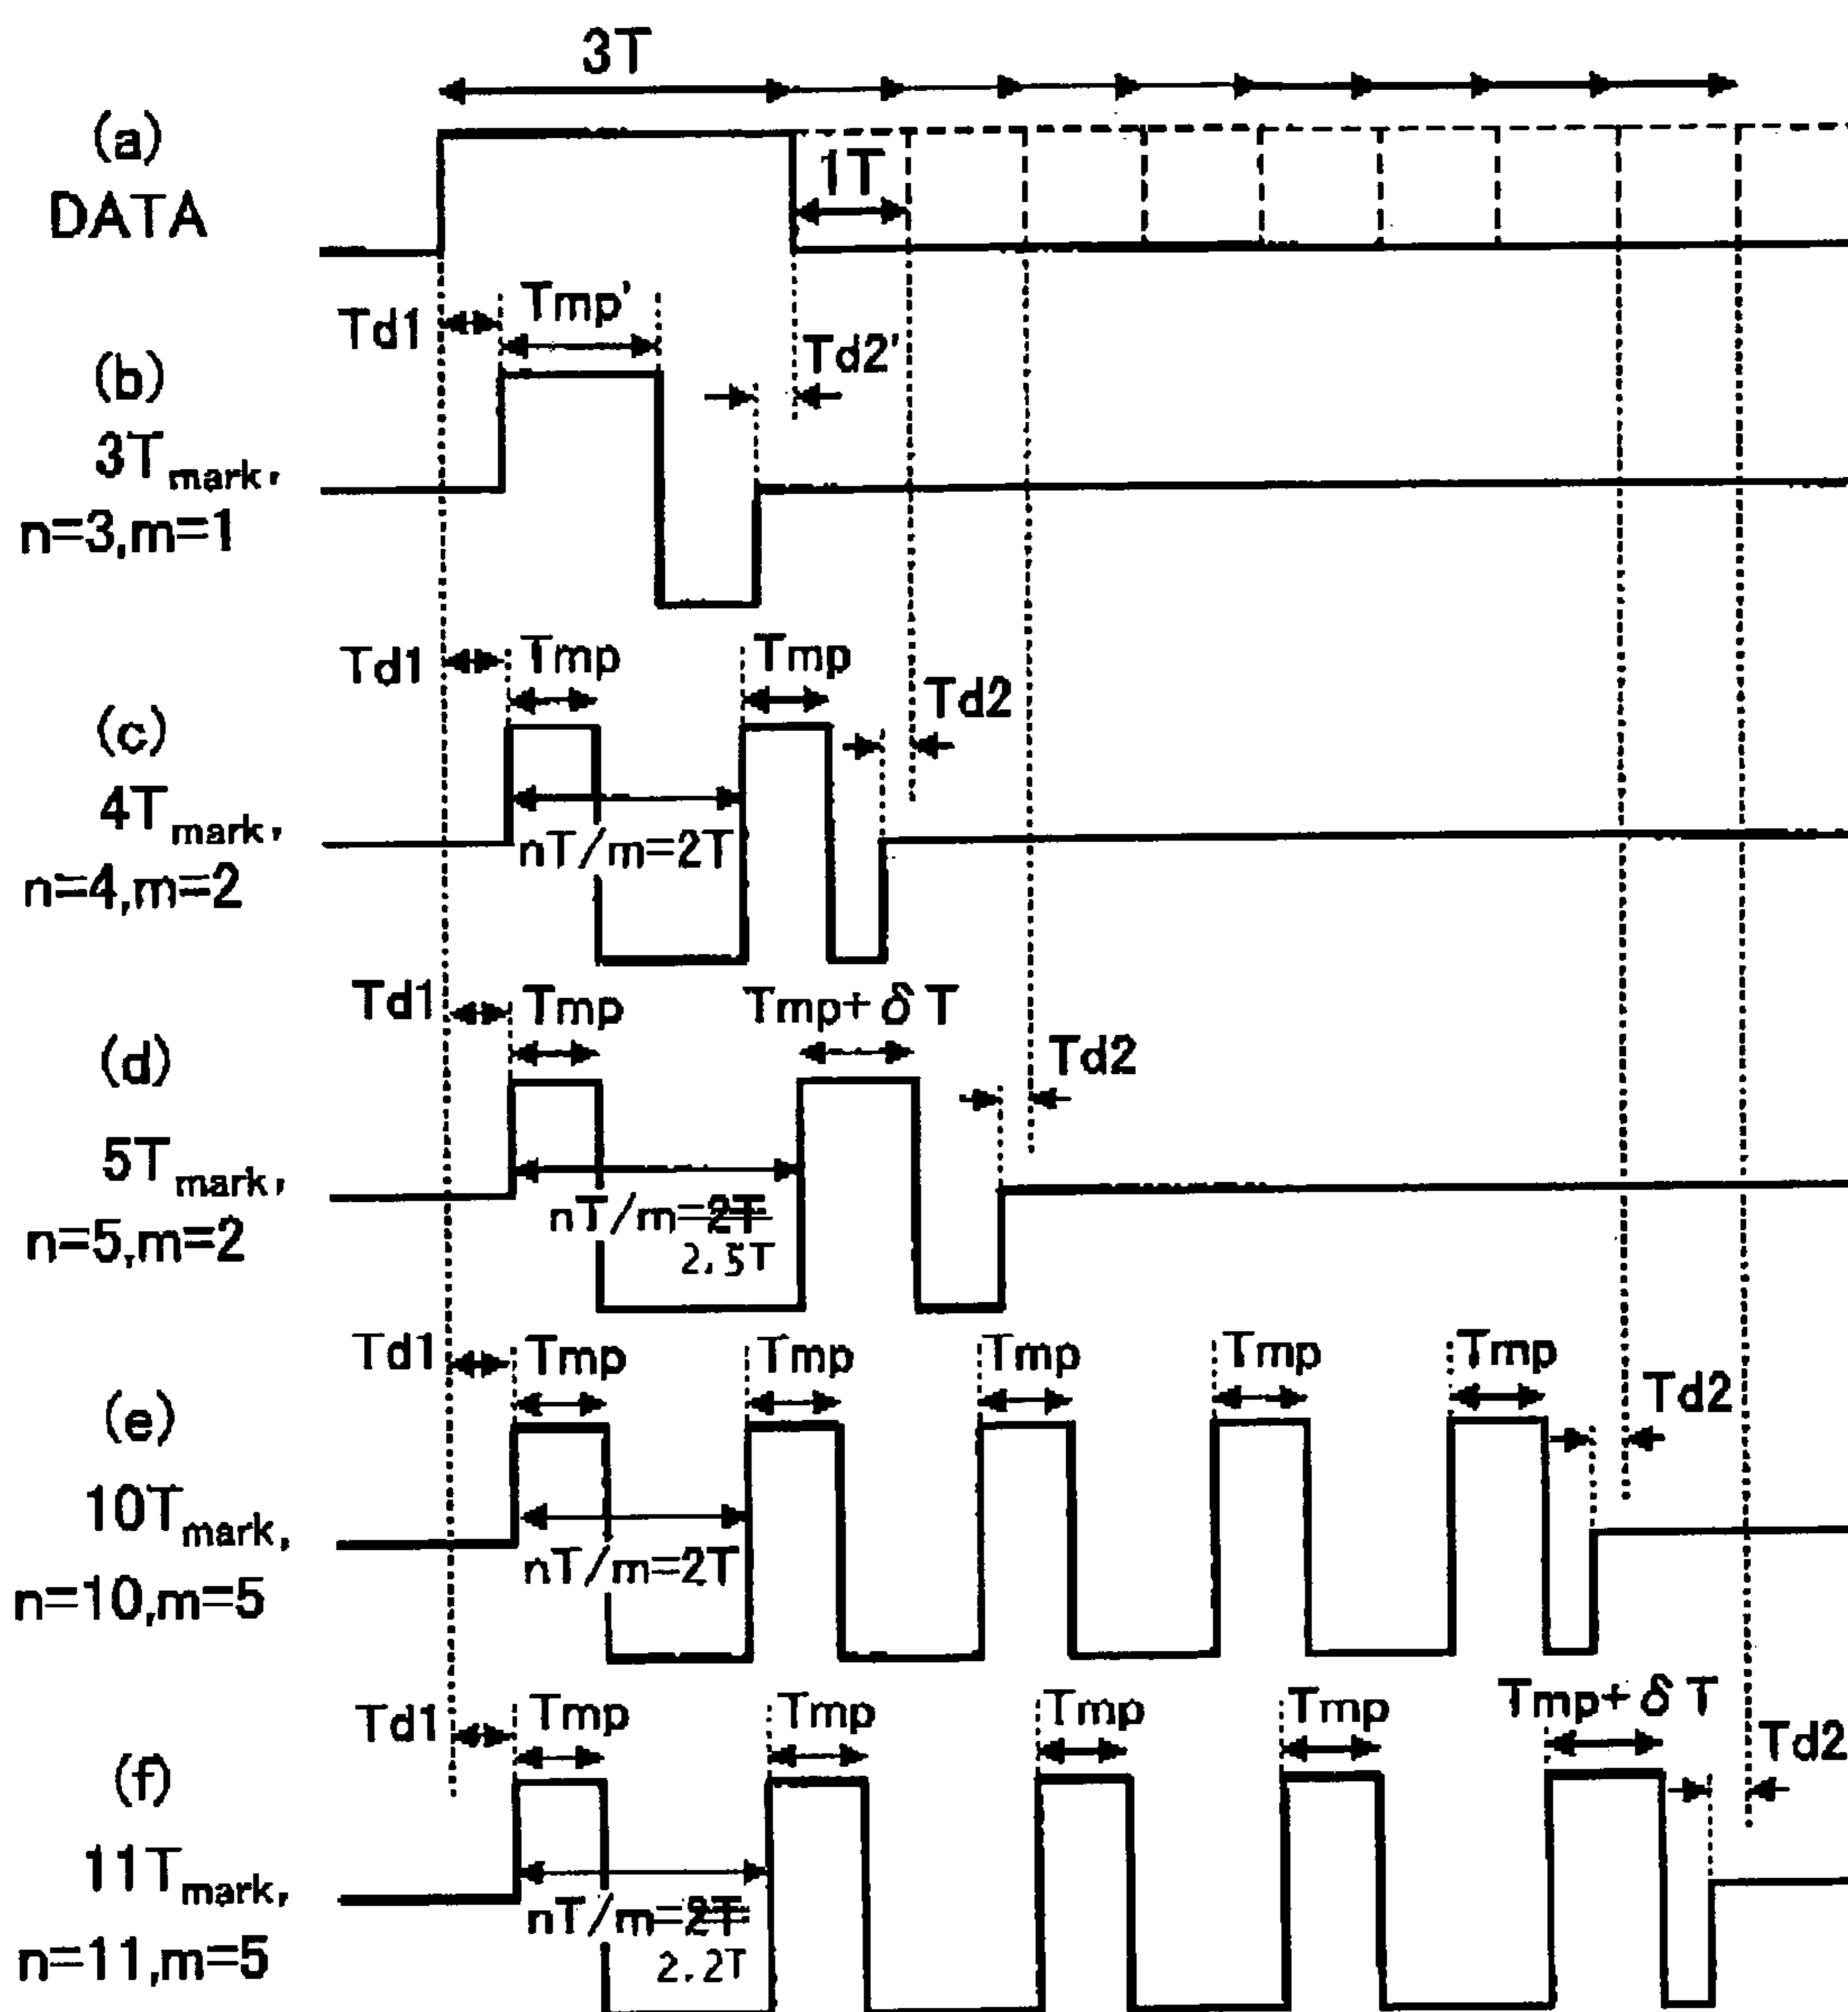 3T
(a)
DATA
1T
Td1
Tmp'
Td2'
(b)
3Tmark,
n=3,m=1
Td1
Tmp
Tmp
Td2
(c)
4Tmark,
nT/m=2T
n=4,m=2
Td1
Tmp
Tmp+δT
Td2
(d)
5Tmark,
nT/m=2T
2.5T
n=5,m=2
Td1
Tmp
Tmp
Tmp
Tmp
Tmp
Td2
(e)
10Tmark,
nT/m=2T
n=10,m=5
Td1
Tmp
Tmp
Tmp
Tmp
Tmp+δT
Td2
(f)
11Tmark,
nT/m=2T
2.2T
n=11,m=5